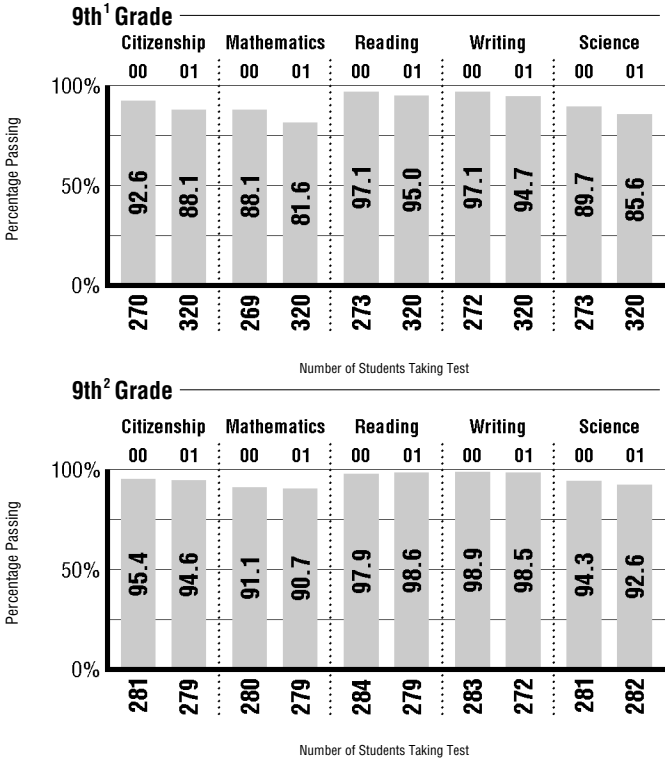 9th1 Grade
Citizenship Mathematics Reading Writing Science
00 01 00 01 00 01 00 01 00 01
100%
50%
0%
Percentage Passing
92.6 88.1 88.1 81.6 97.1 95.0 97.1 94.7 89.7 85.6
270 320 269 320 273 320 272 320 273 320
Number of Students Taking Test
9th2 Grade
Citizenship Mathematics Reading Writing Science
00 01 00 01 00 01 00 01 00 01
100%
50%
0%
Percentage Passing
95.4 94.6 91.1 90.7 97.9 98.6 98.9 98.5 94.3 92.6
281 279 280 279 284 279 283 272 281 282
Number of Students Taking Test